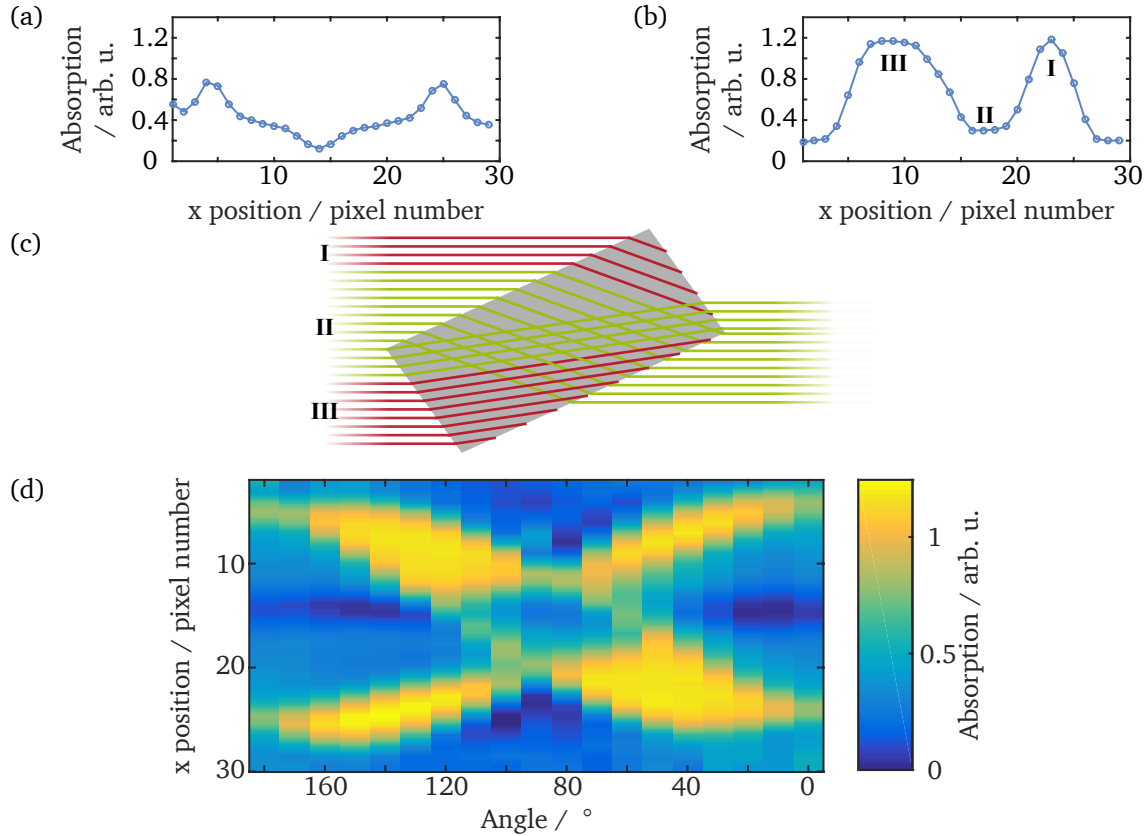 (a)
Absorption
/ arb. u.
1.2
0.8
0.4
0
10
20
30
x position / pixel number
(b)
Absorption
/ arb. u.
1.2
0.8
0.4
0
III
II
I
10
20
30
x position / pixel number
(c)
I
II
III
(d)
x position / pixel number
10
20
30
160
120
80
40
0
Angle / °
1
0.5
0
Absorption / arb. u.